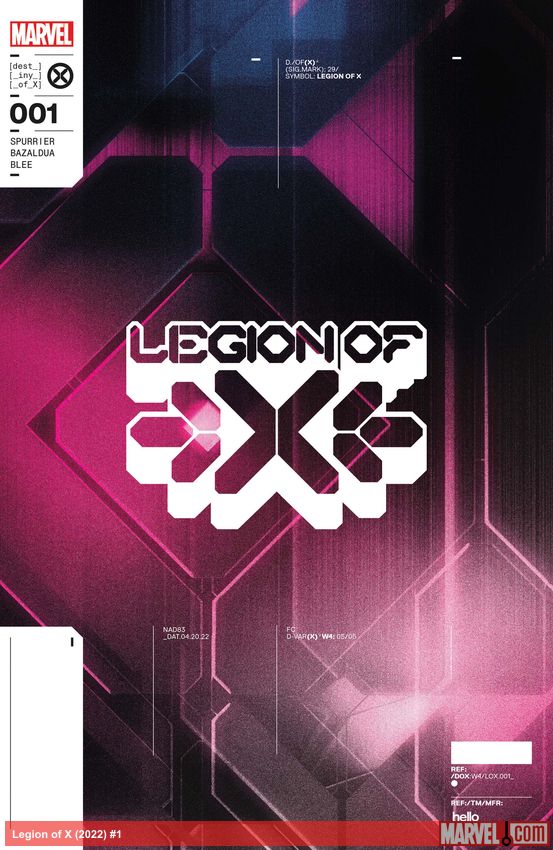 MARVEL
[dest_]
[_iny_]
[_of_X]
001
SPURRIER
BAZALDUA
BLEE
D./OF(X)*
(SIG.MARK): 29/
SYMBOL: LEGION OF X
LEGION OF
X
NAD83
_DAT.04.20.22
FC
D-VAR(X)*W4: 05/05
REF:
/DOX:W4/LOX.001_
REF:/TM/MFR:
hello
Legion of X (2022) #1
MARVEL.com